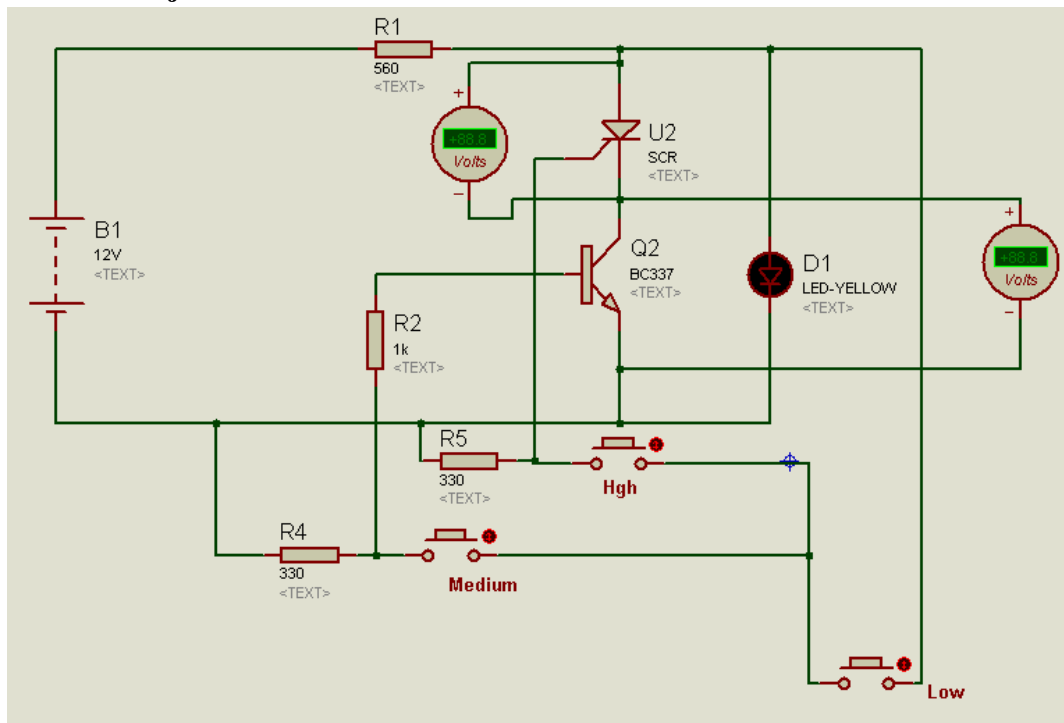 R1
560
<TEXT>
+88.8
Volts
U2
SCR
<TEXT>
B1
12V
<TEXT>
Q2
BC337
<TEXT>
D1
LED-YELLOW
<TEXT>
+88.8
Volts
R2
1k
<TEXT>
R5
330
<TEXT>
Hgh
R4
330
<TEXT>
Medium
Low